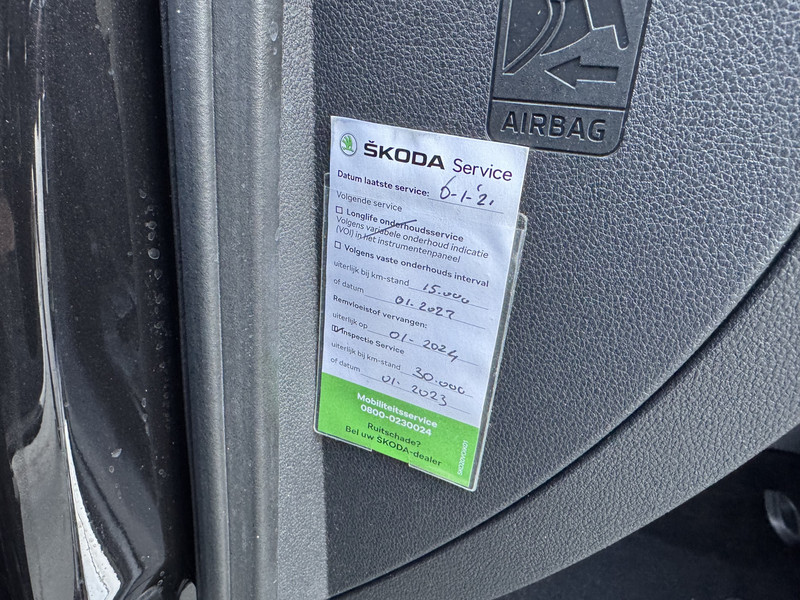 AIRBAG
ŠKODA Service
Datum laatste service: 6-1-'21
Volgende service
☐ Longlife onderhoudsservice
Volgens variabele onderhoud indicatie
(VOI) in het instrumentenpaneel
☐ Volgens vaste onderhouds interval
uiterlijk bij km-stand 15.000
of datum 01-2022
Remvloeistof vervangen:
uiterlijk op 01-2024
☑ Inspectie Service
uiterlijk bij km-stand 30.000
of datum 01-2023
Mobiliteitsservice
0800-0230024
Ruitschade?
Bel uw ŠKODA-dealer